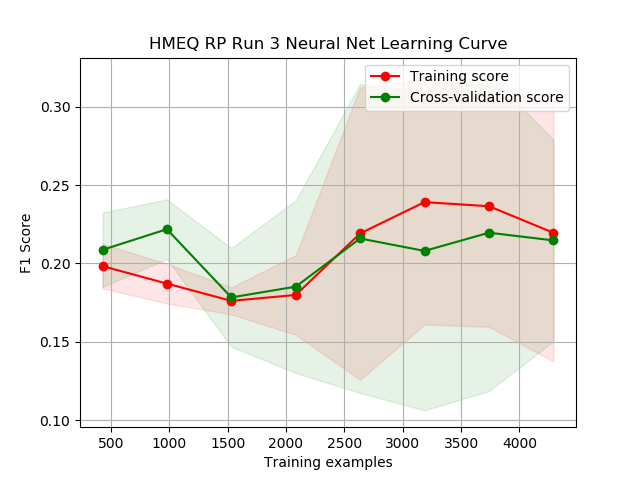 HMEQ RP Run 3 Neural Net Learning Curve
Training score
Cross-validation score
0.30
0.25
0.20
0.15
0.10
F1 Score
500 1000 1500 2000 2500 3000 3500 4000
Training examples